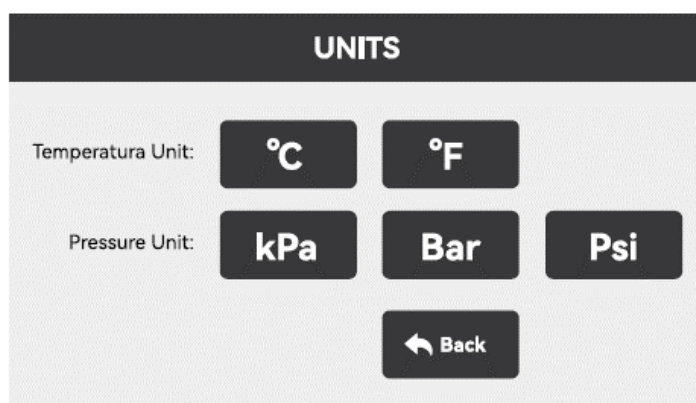 UNITS
Temperatura Unit: °C °F
Pressure Unit: kPa Bar Psi
Back